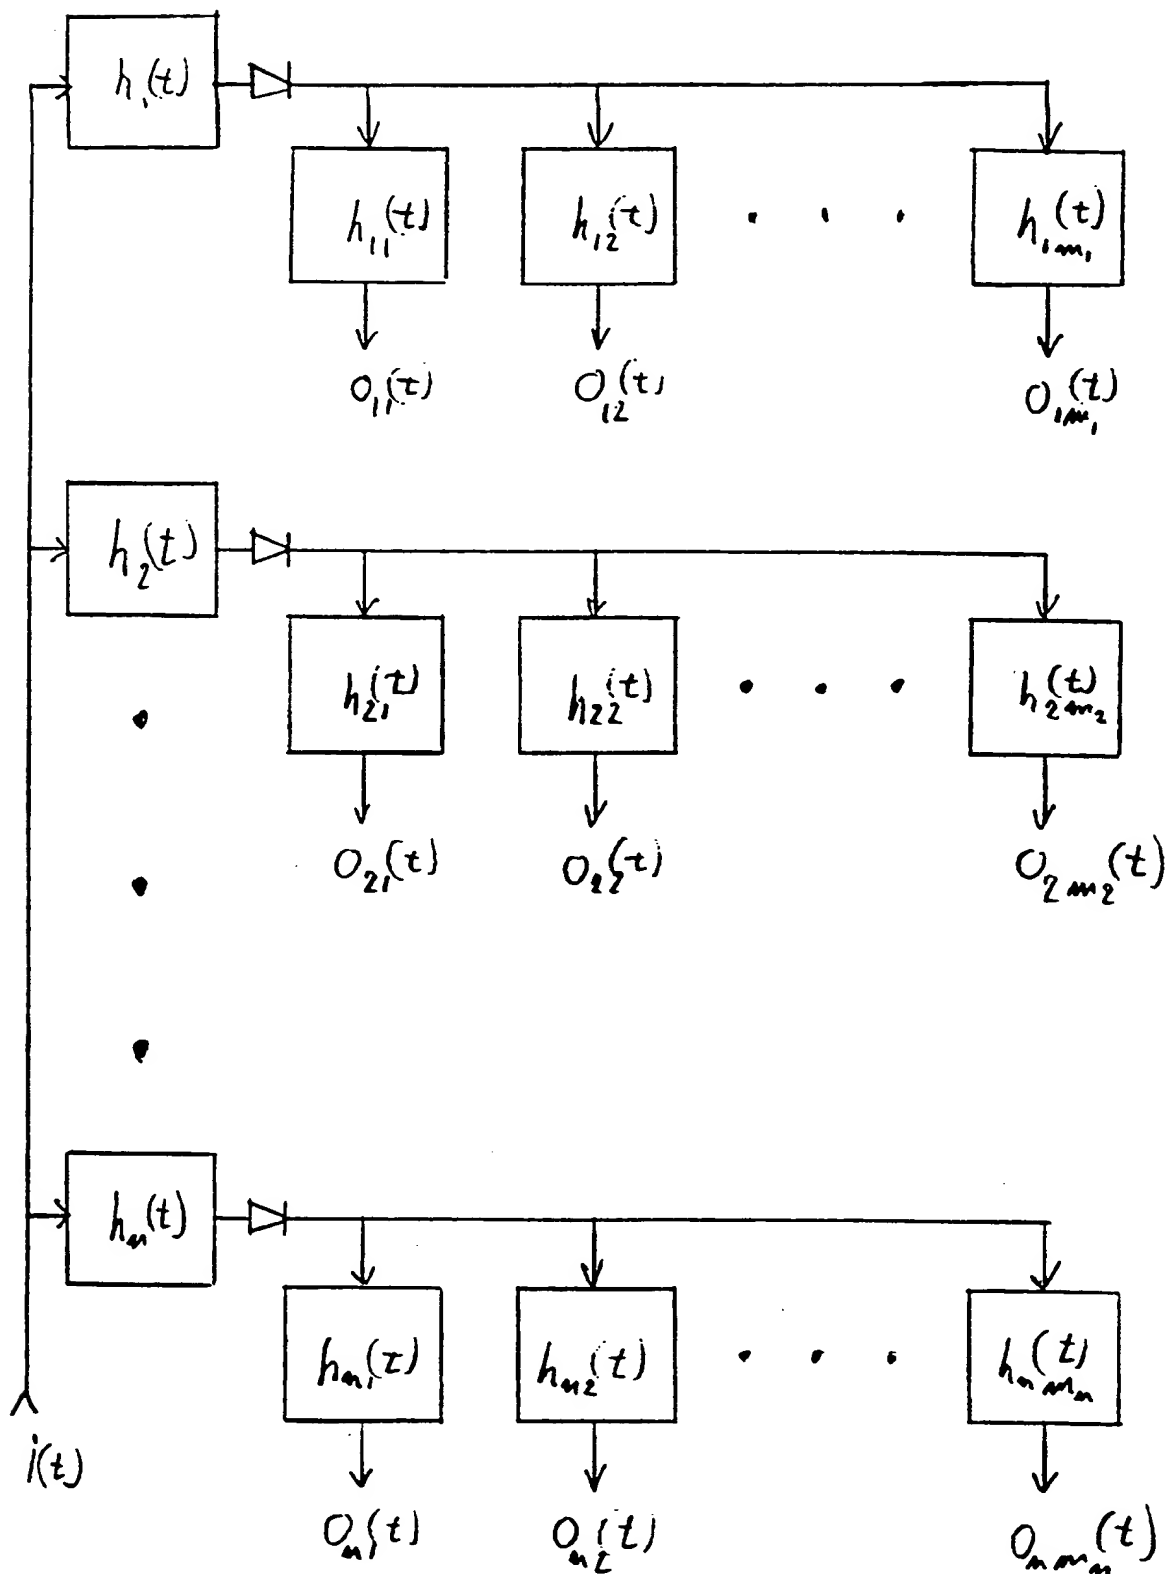 h₁(t)
h₁₁(t) h₁₂(t) . . . h₁ₘ₁(t)
O₁₁(t) O₁₂(t) O₁ₘ₁(t)
h₂(t)
h₂₁(t) h₂₂(t) . . . h₂ₘ₂(t)
O₂₁(t) O₂₂(t) O₂ₘ₂(t)
hₙ(t)
hₙ₁(t) hₙ₂(t) . . . hₙₘₙ(t)
i(t)
Oₙ₁(t) Oₙ₂(t) Oₙₘₙ(t)